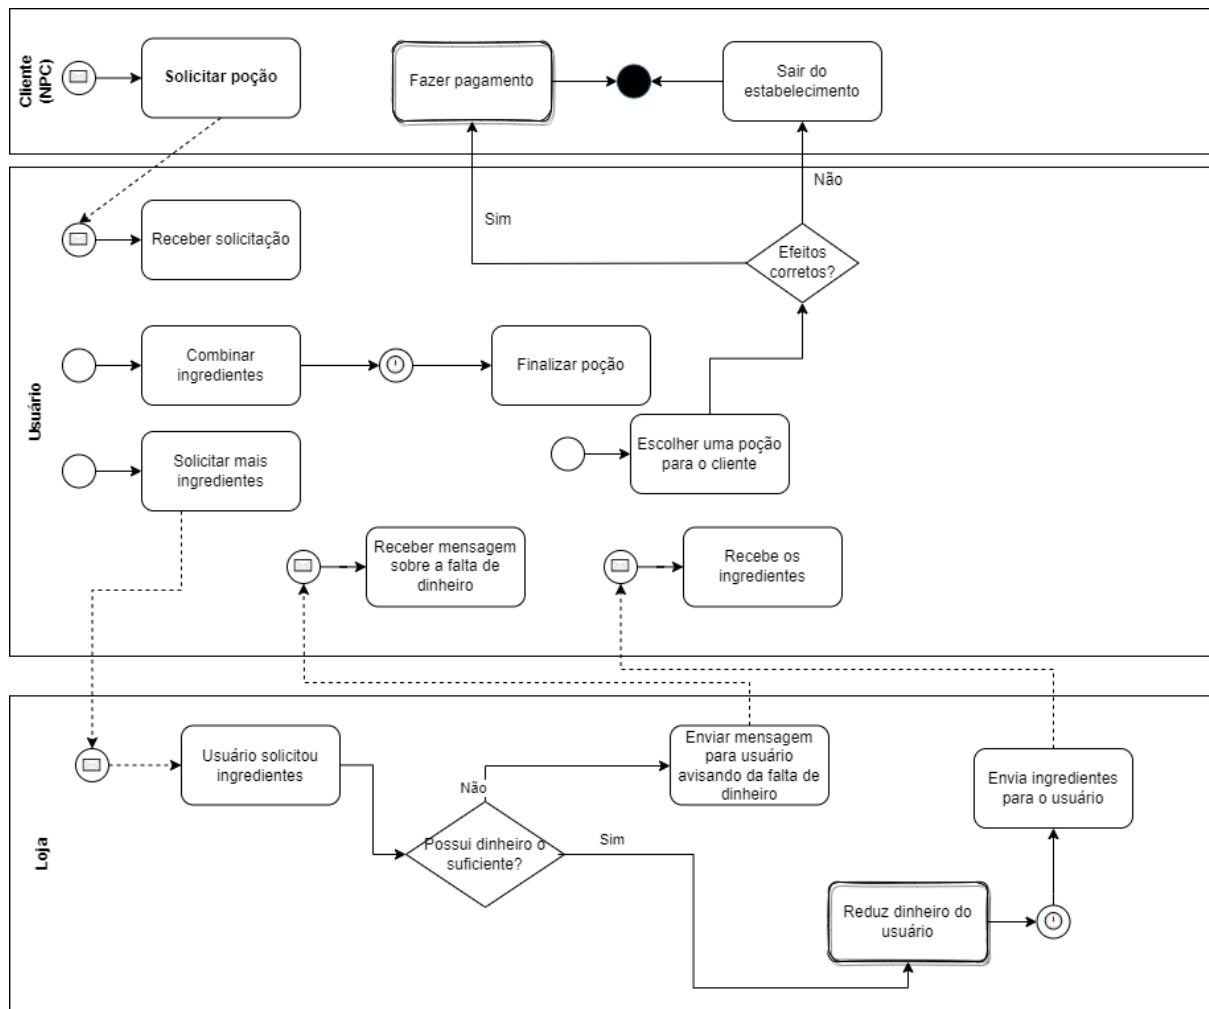 Cliente
(NPC)
Solicitar poção
Fazer pagamento
Sair do
estabelecimento
Usuário
Não
Sim
Receber solicitação
Efeitos
corretos?
Combinar
ingredientes
Finalizar poção
Solicitar mais
ingredientes
Escolher uma poção
para o cliente
Receber mensagem
sobre a falta de
dinheiro
Recebe os
ingredientes
Loja
Usuário solicitou
ingredientes
Enviar mensagem
para usuário
avisando da falta de
dinheiro
Envia ingredientes
para o usuário
Não
Possui dinheiro o
suficiente?
Sim
Reduz dinheiro do
usuário